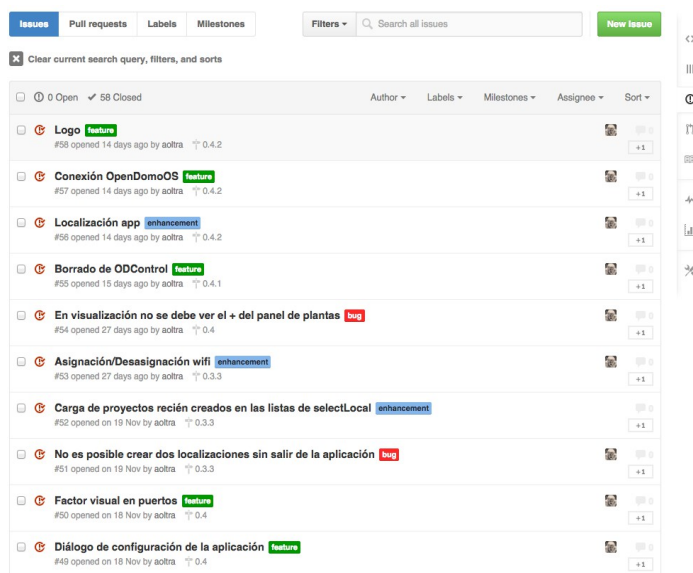 Issues Pull requests Labels Milestones Filters Search all issues New Issue
Clear current search query, filters, and sorts
0 Open 58 Closed Author Labels Milestones Assignee Sort
Logo feature 0
#58 opened 14 days ago by aoltra 0.4.2 +1
Conexión OpenDomoOS feature 0
#57 opened 14 days ago by aoltra 0.4.2 +1
Localización app enhancement 0
#56 opened 14 days ago by aoltra 0.4.2 +1
Borrado de ODControl feature 0
#55 opened 15 days ago by aoltra 0.4.1 +1
En visualización no se debe ver el + del panel de plantas bug 0
#54 opened 27 days ago by aoltra 0.4 +1
Asignación/Desasignación wifi enhancement 0
#53 opened 27 days ago by aoltra 0.3.3 +1
Carga de proyectos recién creados en las listas de selectLocal enhancement 0
#52 opened on 19 Nov by aoltra 0.3.3 +1
No es posible crear dos localizaciones sin salir de la aplicación bug 0
#51 opened on 19 Nov by aoltra 0.3.3 +1
Factor visual en puertos feature 0
#50 opened on 18 Nov by aoltra 0.4 +1
Diálogo de configuración de la aplicación feature 0
#49 opened on 18 Nov by aoltra 0.4 +1